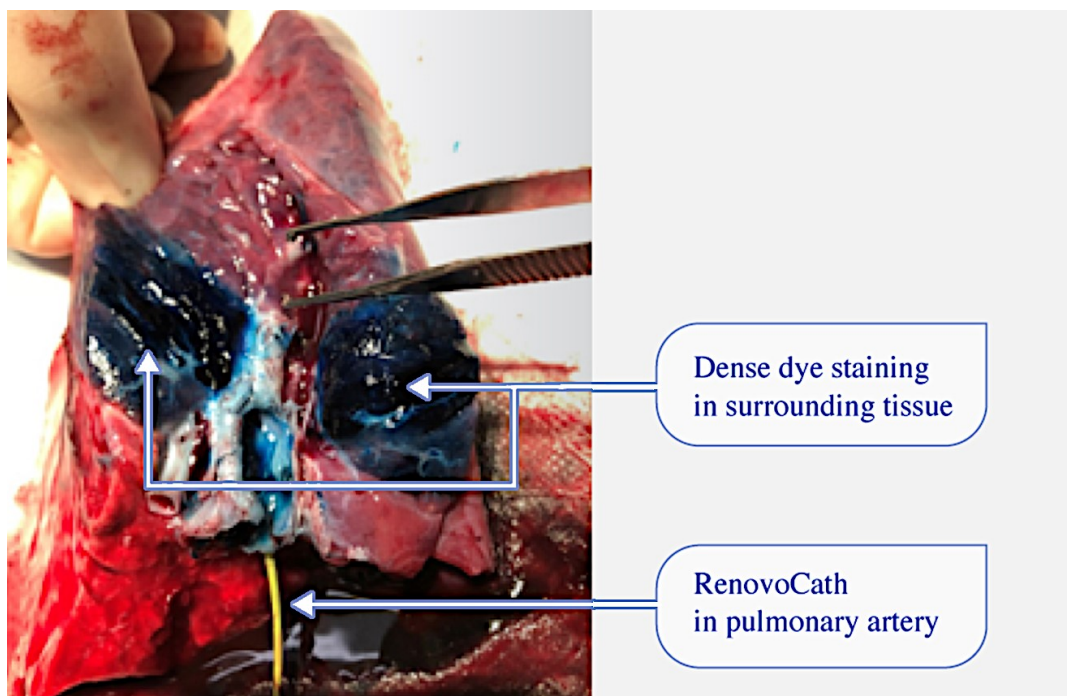 Dense dye staining
in surrounding tissue
RenovoCath
in pulmonary artery